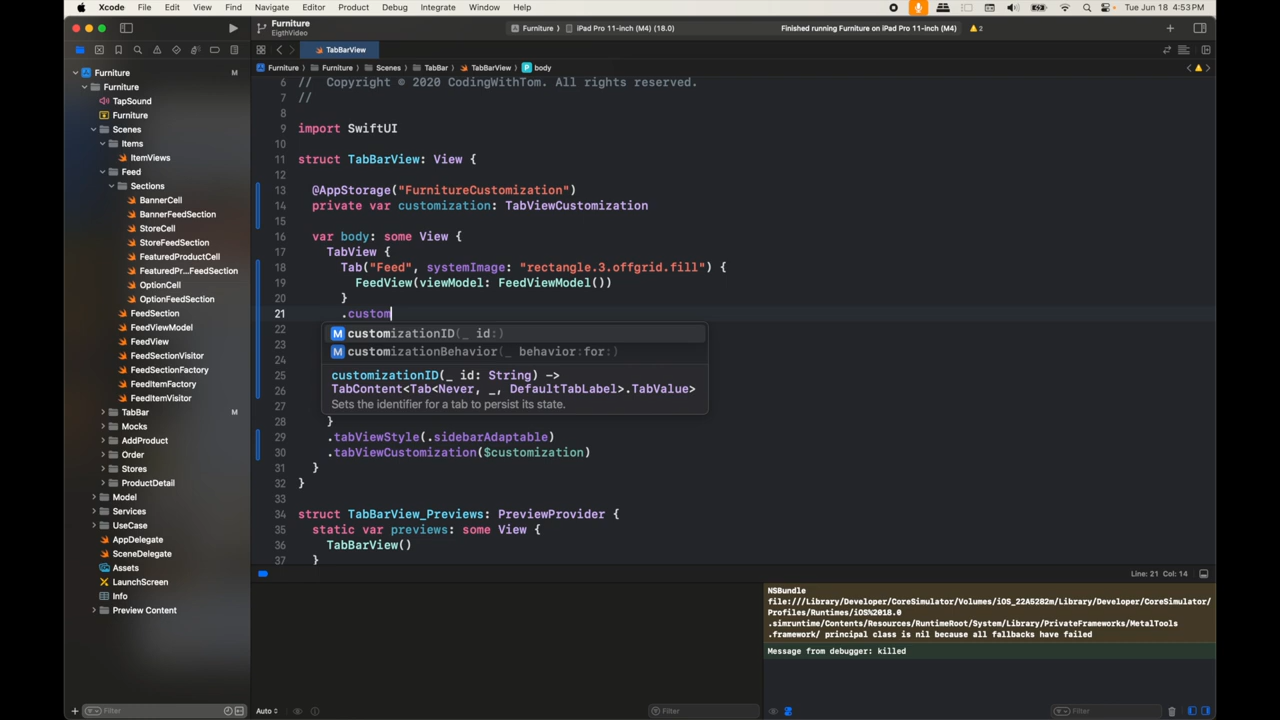 Xcode File Edit View Find Navigate Editor Product Debug Integrate Window Help Tue Jun 18 4:53 PM
Furniture
EigthVideo
Furniture iPad Pro 11-inch (M4) (18.0) Finished running Furniture on iPad Pro 11-inch (M4) 2
TabBarView
Furniture Furniture Scenes TabBar TabBarView P body
Furniture M
Furniture
TapSound
Furniture
Scenes
Items
ItemViews
Feed
Sections
BannerCell
BannerFeedSection
StoreCell
StoreFeedSection
FeaturedProductCell
FeaturedPr...FeedSection
OptionCell
OptionFeedSection
FeedSection
FeedViewModel
FeedView
FeedSectionVisitor
FeedSectionFactory
FeedItemFactory
FeedItemVisitor
TabBar M
Mocks
AddProduct
Order
Stores
ProductDetail
Model
Services
UseCase
AppDelegate
SceneDelegate
Assets
LaunchScreen
Info
Preview Content
Filter
6 // Copyright © 2020 CodingWithTom. All rights reserved.
7 //
8
9 import SwiftUI
10
11 struct TabBarView: View {
12
13 @AppStorage("FurnitureCustomization")
14 private var customization: TabViewCustomization
15
16 var body: some View {
17 TabView {
18 Tab("Feed", systemImage: "rectangle.3.offgrid.fill") {
19 FeedView(viewModel: FeedViewModel())
20 }
21 .custom
22
23
24
25
26
27
28 }
29 .tabViewStyle(.sidebarAdaptable)
30 .tabViewCustomization($customization)
31 }
32 }
33
34 struct TabBarView_Previews: PreviewProvider {
35 static var previews: some View {
36 TabBarView()
37 }
M customizationID(_ id:)
M customizationBehavior(_ behavior:for:)
customizationID(_ id: String) ->
TabContent<Tab<Never, _, DefaultTabLabel>.TabValue>
Sets the identifier for a tab to persist its state.
Line: 21 Col: 14
NSBundle
file:///Library/Developer/CoreSimulator/Volumes/iOS_22A5282m/Library/Developer/CoreSimulator/
Profiles/Runtimes/iOS%2018.0
.simruntime/Contents/Resources/RuntimeRoot/System/Library/PrivateFrameworks/MetalTools
.framework/ principal class is nil because all fallbacks have failed
Message from debugger: killed
Auto Filter Filter